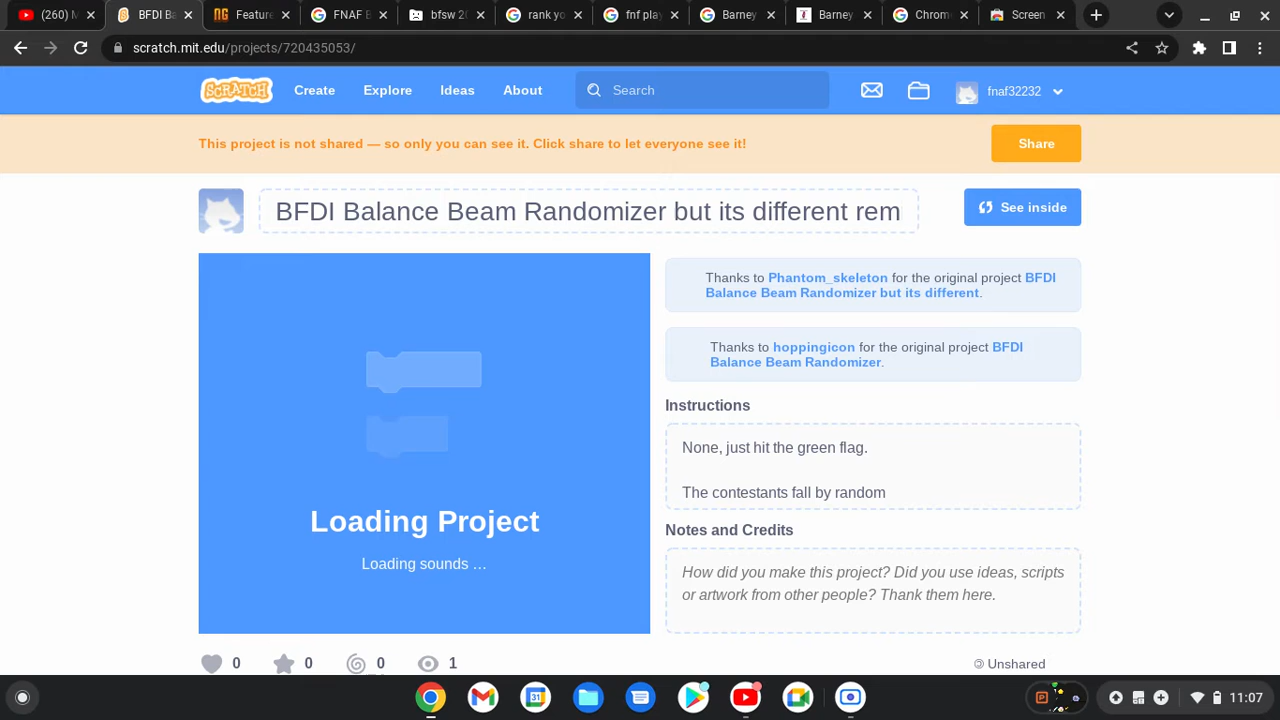 (260) M
BFDI Ba
Feature
FNAF B
bfsw 20
rank yo
fnf play
Barney
Barney
Chrome
Screen
scratch.mit.edu/projects/720435053/
SCRATCH
Create
Explore
Ideas
About
Search
fnaf32232
This project is not shared — so only you can see it. Click share to let everyone see it!
Share
BFDI Balance Beam Randomizer but its different rem
See inside
Thanks to Phantom_skeleton for the original project BFDI
Balance Beam Randomizer but its different.
Thanks to hoppingicon for the original project BFDI
Balance Beam Randomizer.
Instructions
None, just hit the green flag.
The contestants fall by random
Notes and Credits
How did you make this project? Did you use ideas, scripts
or artwork from other people? Thank them here.
Loading Project
Loading sounds …
0
0
0
1
Unshared
31
11:07